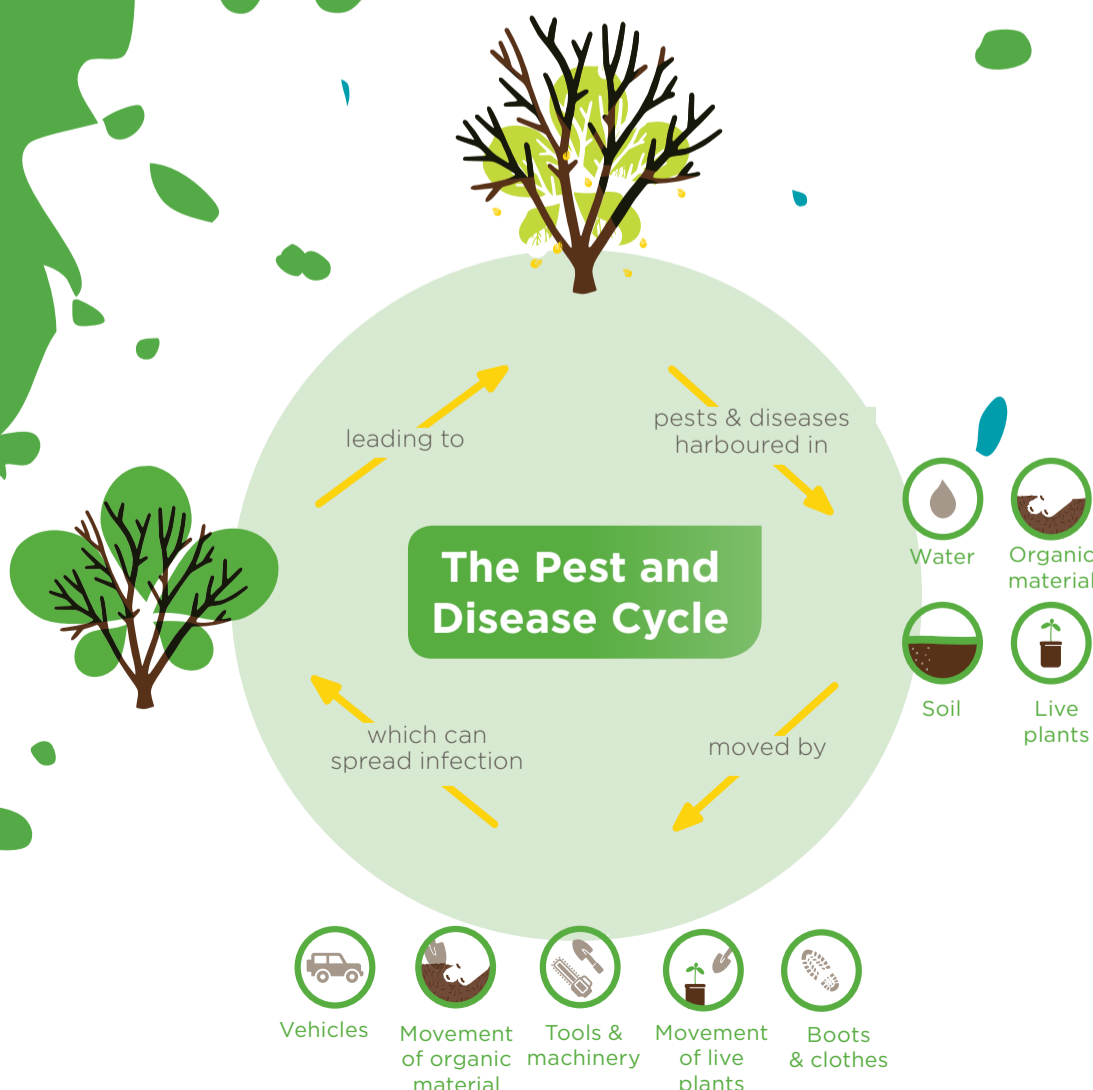 leading to
pests & diseases
harboured in
The Pest and
Disease Cycle
Water
Organic
material
Soil
Live
plants
which can
spread infection
moved by
Vehicles
Movement
of organic
material
Tools &
machinery
Movement
of live
plants
Boots
& clothes